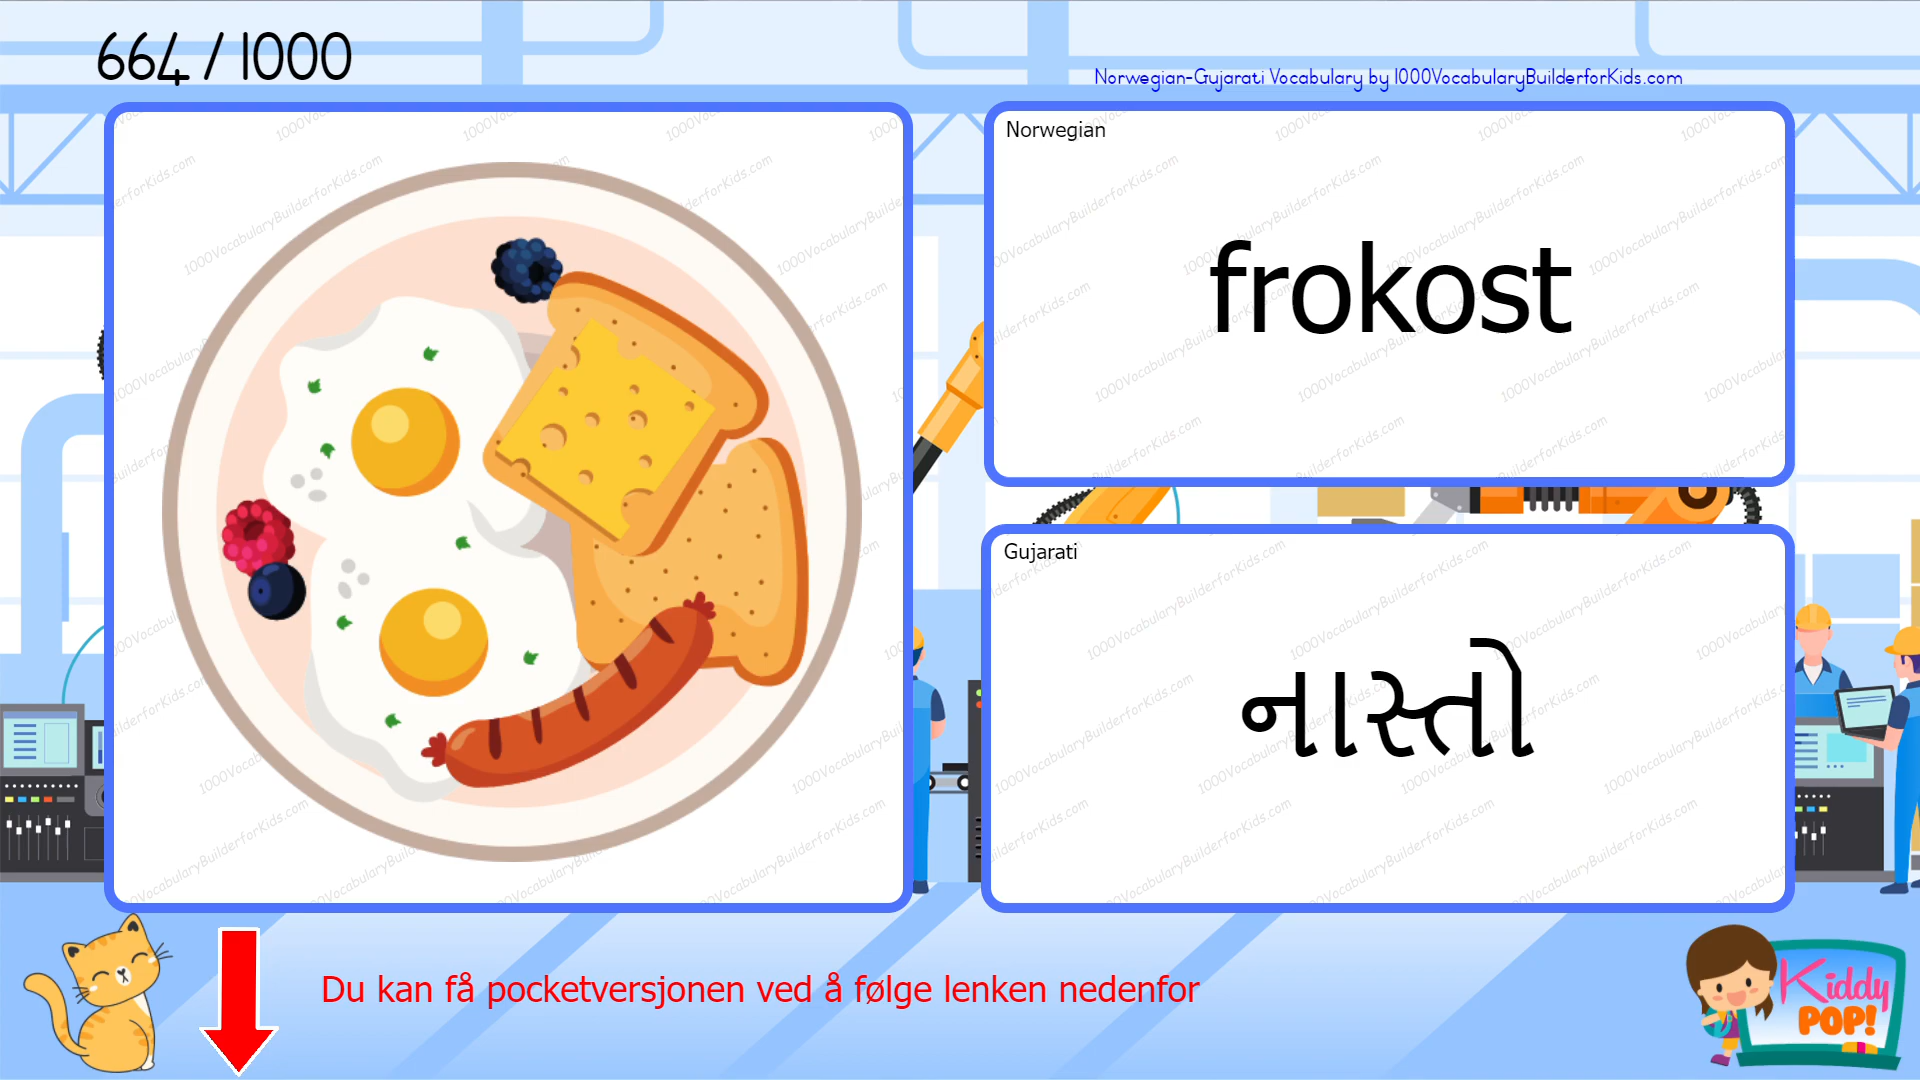 664 / 1000
Norwegian-Gujarati Vocabulary by 1000VocabularyBuilderforKids.com
Norwegian
frokost
Gujarati
નાસ્તો
Du kan få pocketversjonen ved å følge lenken nedenfor
Kiddy
POP!